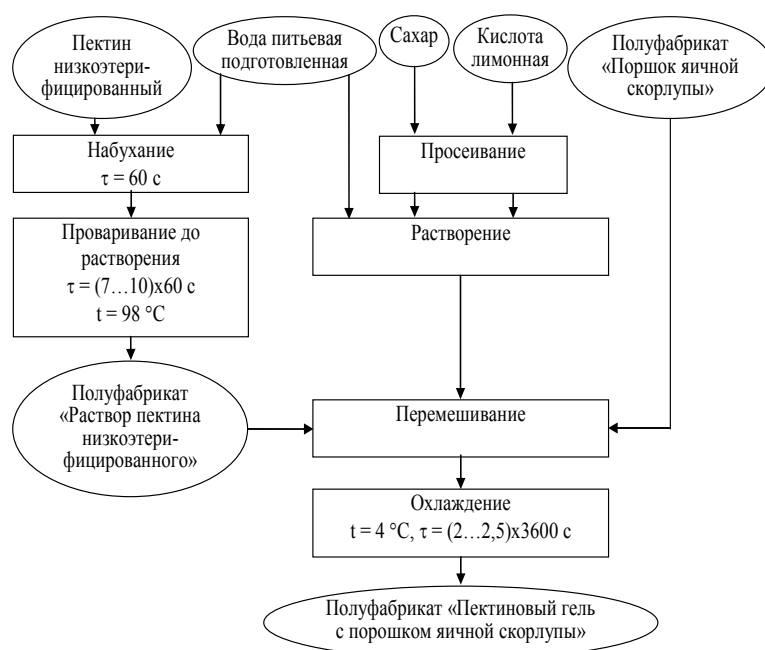 Пектин
низкоэтери-
фицированный
Вода питьевая
подготовленная
Сахар
Кислота
лимонная
Полуфабрикат
«Поршок яичной
скорлупы»
Набухание
τ = 60 с
Просеивание
Проваривание до
растворения
τ = (7…10)х60 с
t = 98 °С
Растворение
Полуфабрикат
«Раствор пектина
низкоэтери-
фицированного»
Перемешивание
Охлаждение
t = 4 °С, τ = (2…2,5)х3600 с
Полуфабрикат «Пектиновый гель
с порошком яичной скорлупы»